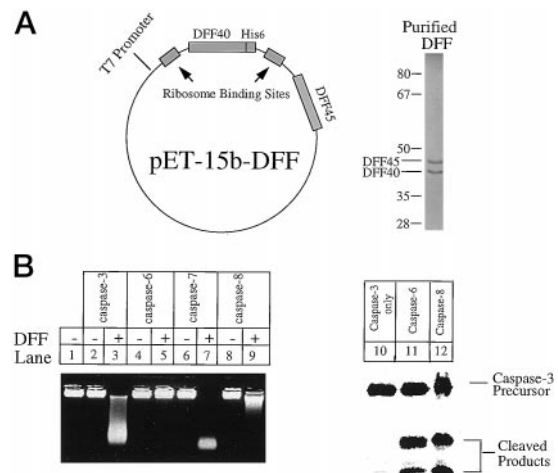 A
T7 Promoter
DFF40 His6
Ribosome Binding Sites
DFF45
pET-15b-DFF
Purified
DFF
80
67
50
DFF45
DFF40
35
28
B
caspase-3
caspase-6
caspase-7
caspase-8
DFF - - + - + - + - +
Lane 1 2 3 4 5 6 7 8 9
Caspase-3
only
Caspase-6
Caspase-8
10 11 12
Caspase-3
Precursor
Cleaved
Products